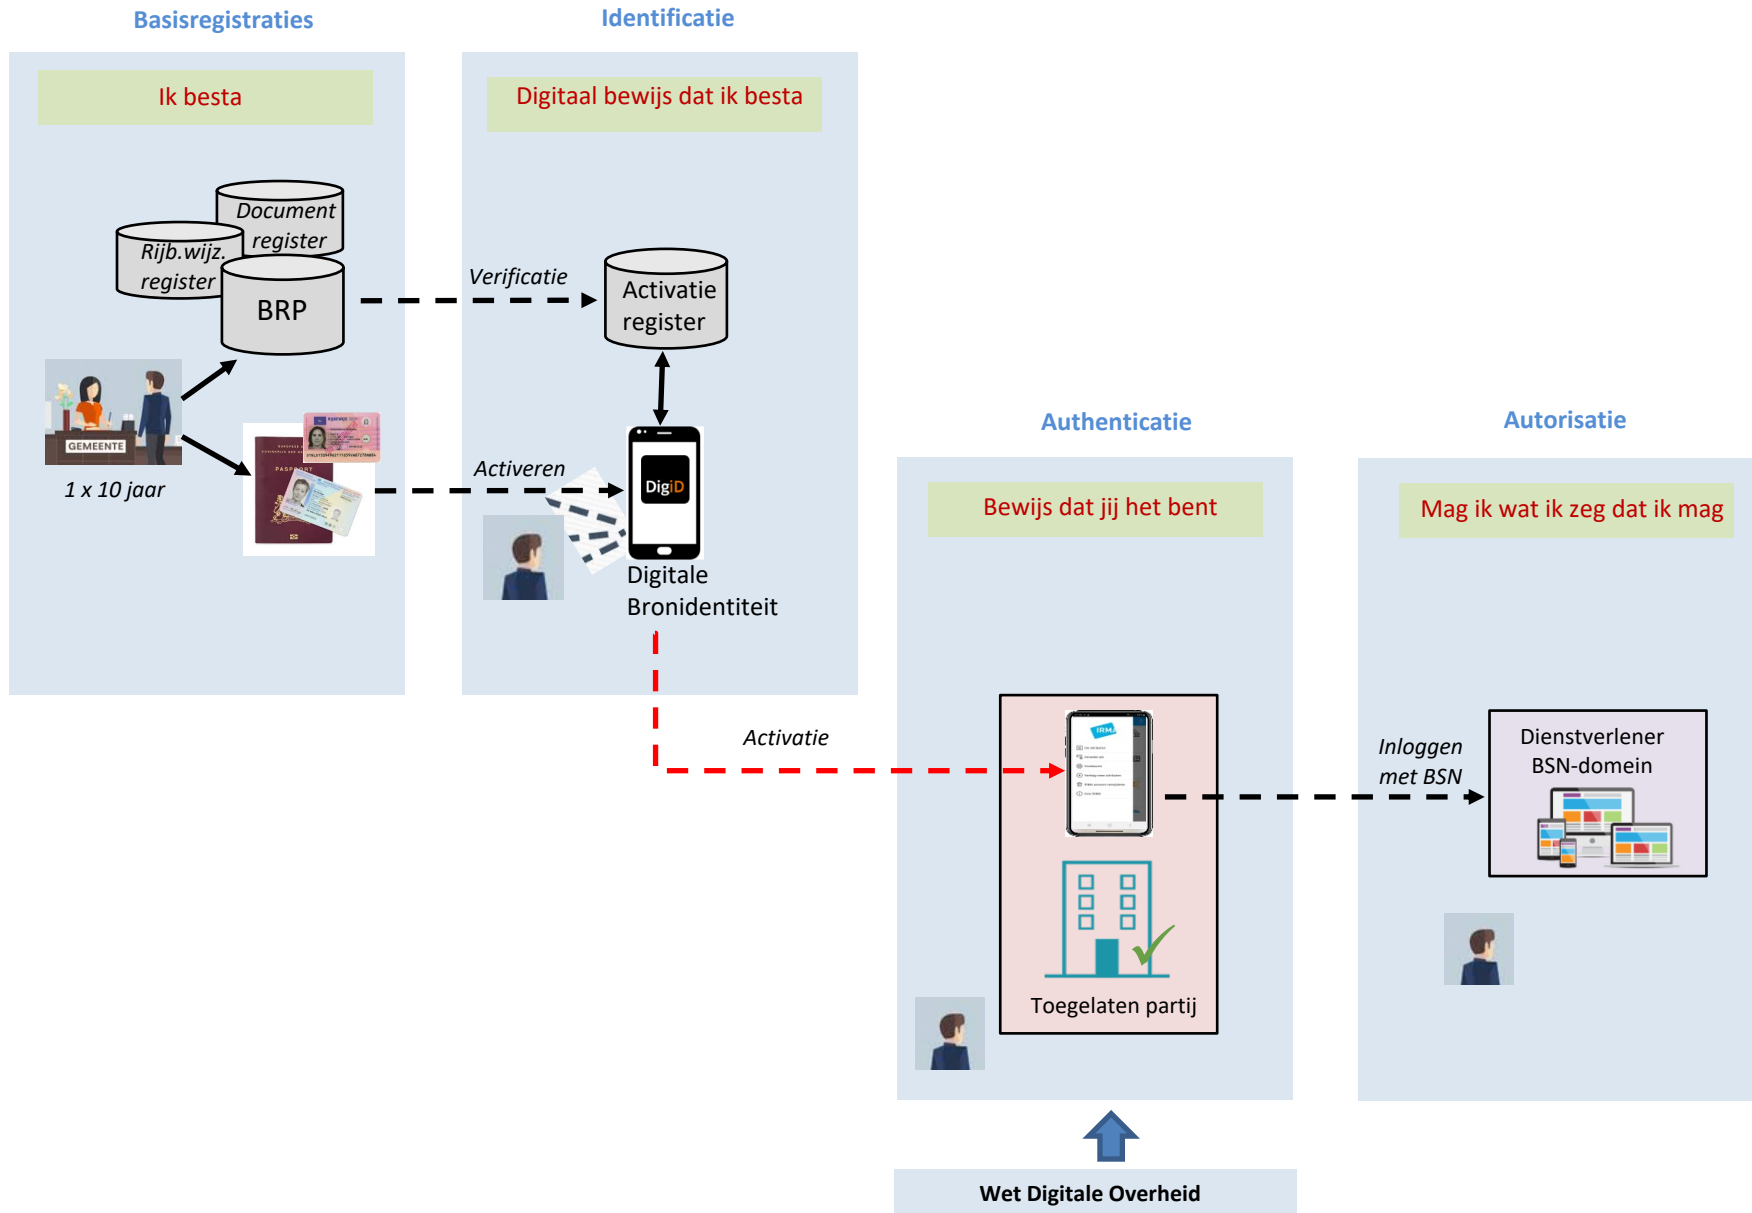 Basisregistraties
Identificatie
Ik besta
Digitaal bewijs dat ik besta
Document
register
Rijb.wijz.
register
BRP
Verificatie
Activatie
register
GEMEENTE
1 x 10 jaar
PASPOORT
Activeren
DigiD
Digitale
Bronidentiteit
Activatie
Authenticatie
Autorisatie
Bewijs dat jij het bent
Mag ik wat ik zeg dat ik mag
IRMA
Toegelaten partij
Inloggen
met BSN
Dienstverlener
BSN-domein
Wet Digitale Overheid